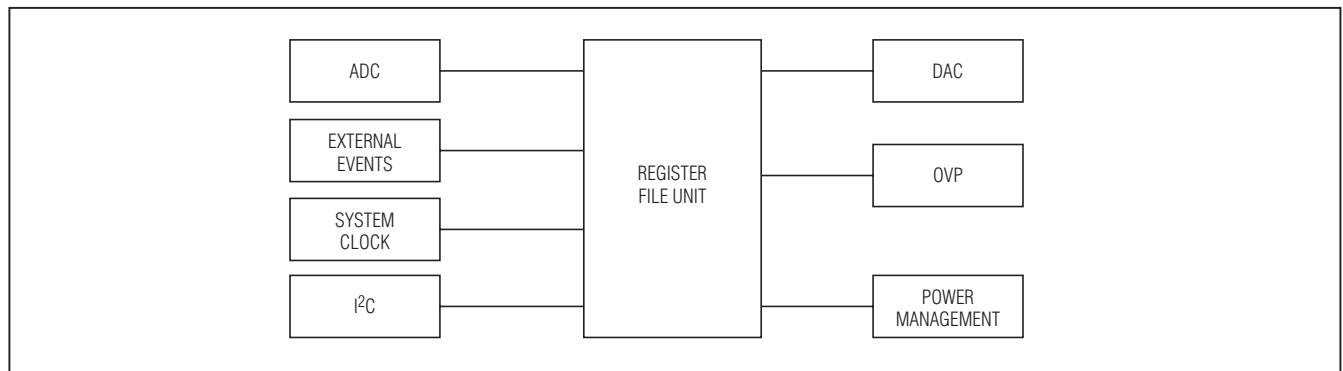 ADC
EXTERNAL
EVENTS
SYSTEM
CLOCK
I²C
REGISTER
FILE UNIT
DAC
OVP
POWER
MANAGEMENT